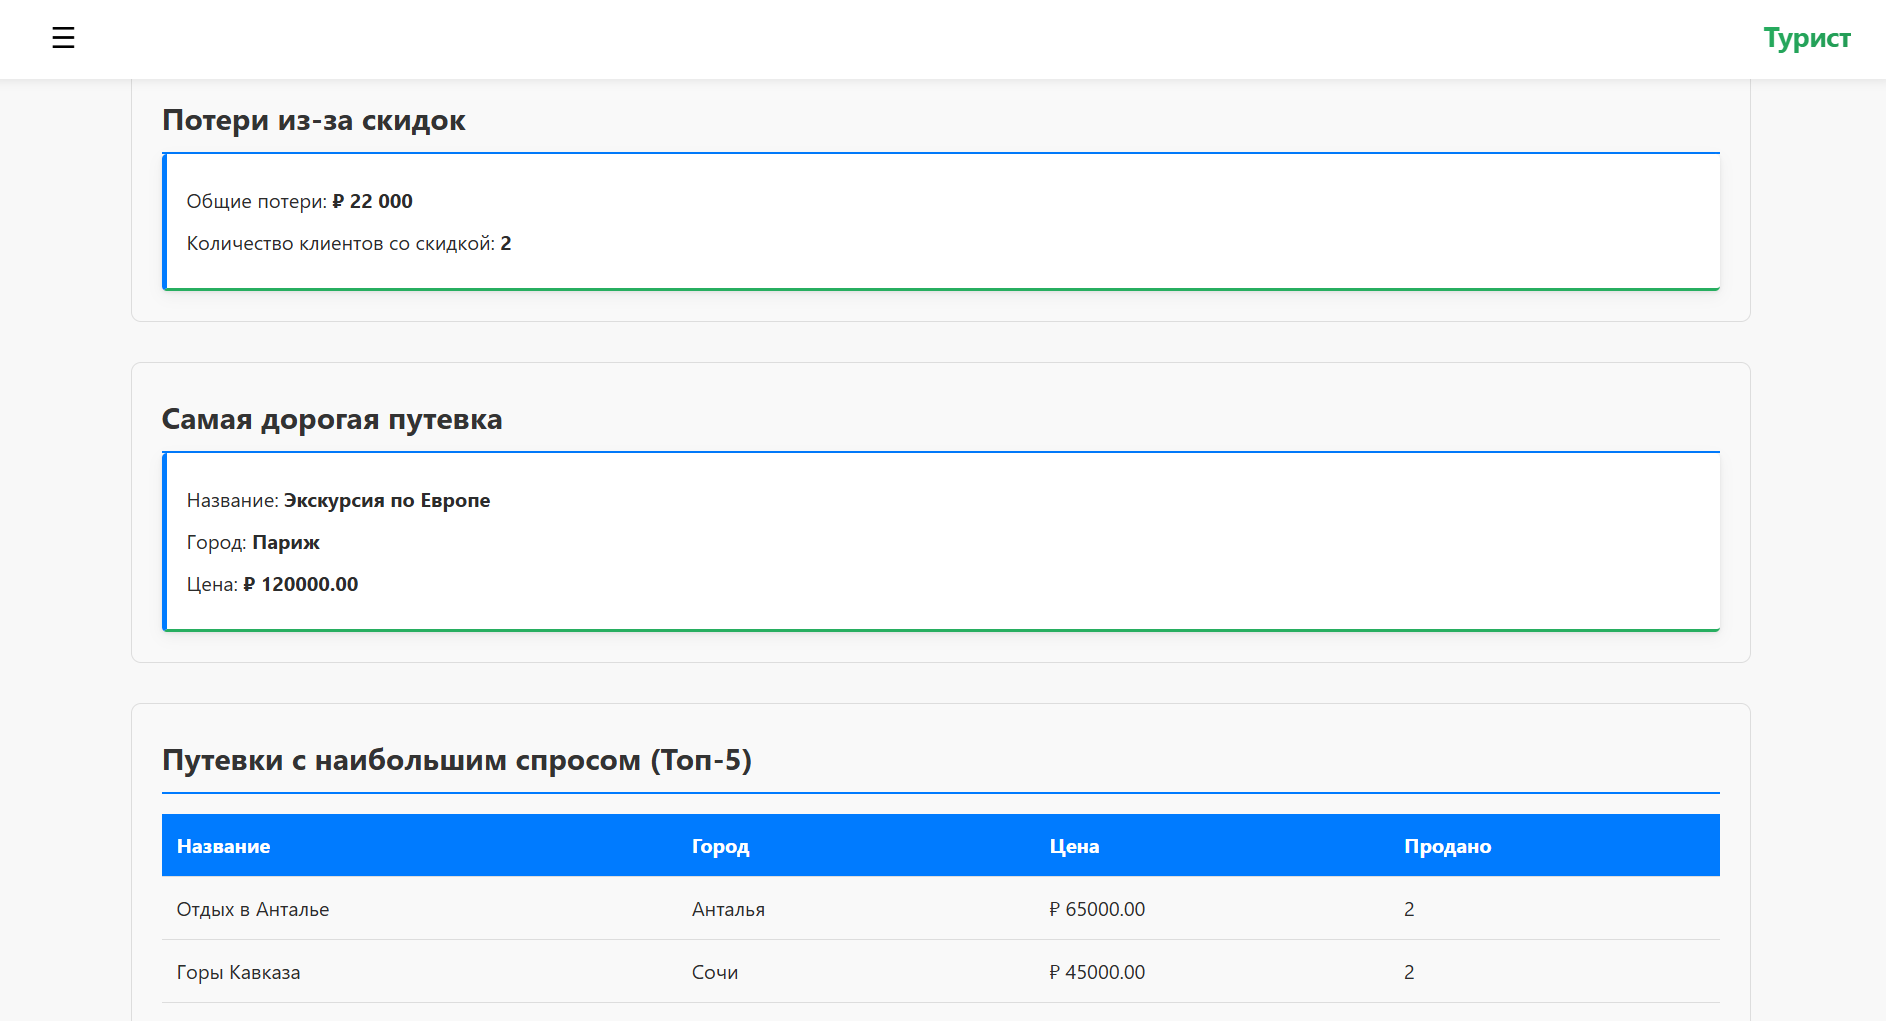 ☰ Турист
Потери из-за скидок
Общие потери: ₽ 22 000
Количество клиентов со скидкой: 2
Самая дорогая путевка
Название: Экскурсия по Европе
Город: Париж
Цена: ₽ 120000.00
Путевки с наибольшим спросом (Топ-5)
Название Город Цена Продано
Отдых в Анталье Анталья ₽ 65000.00 2
Горы Кавказа Сочи ₽ 45000.00 2